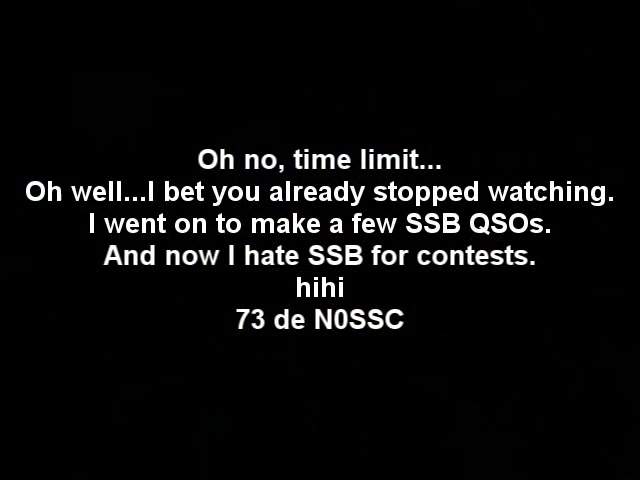 Oh no, time limit...
Oh well...I bet you already stopped watching.
I went on to make a few SSB QSOs.
And now I hate SSB for contests.
hihi
73 de N0SSC